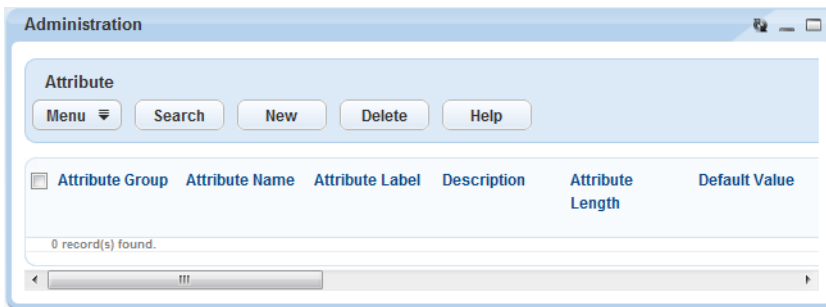 Administration
Attribute
Menu Search New Delete Help
Attribute Group Attribute Name Attribute Label Description Attribute Length Default Value
0 record(s) found.